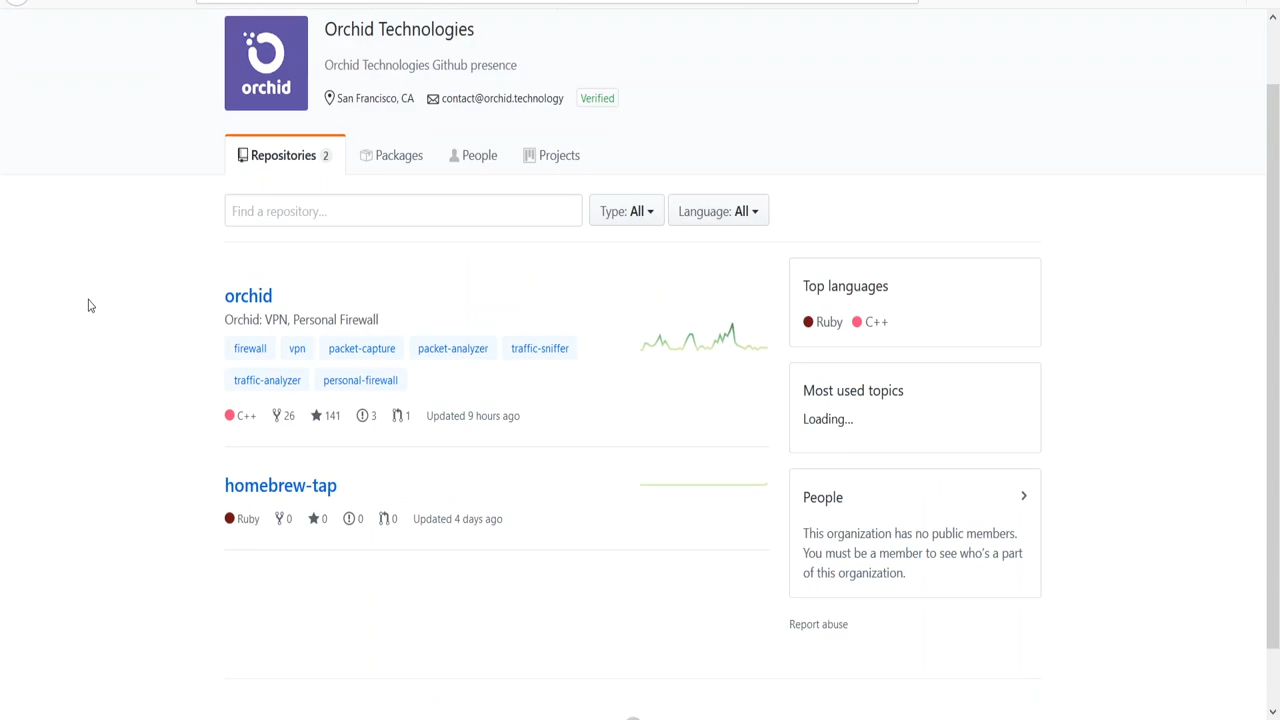 orchid
Orchid Technologies
Orchid Technologies Github presence
San Francisco, CA contact@orchid.technology Verified
Repositories 2 Packages People Projects
Find a repository... Type: All Language: All
orchid
Orchid: VPN, Personal Firewall
firewall vpn packet-capture packet-analyzer traffic-sniffer
traffic-analyzer personal-firewall
C++ 26 141 3 1 Updated 9 hours ago
homebrew-tap
Ruby 0 0 0 0 Updated 4 days ago
Top languages
Ruby C++
Most used topics
Loading...
People
This organization has no public members.
You must be a member to see who's a part
of this organization.
Report abuse